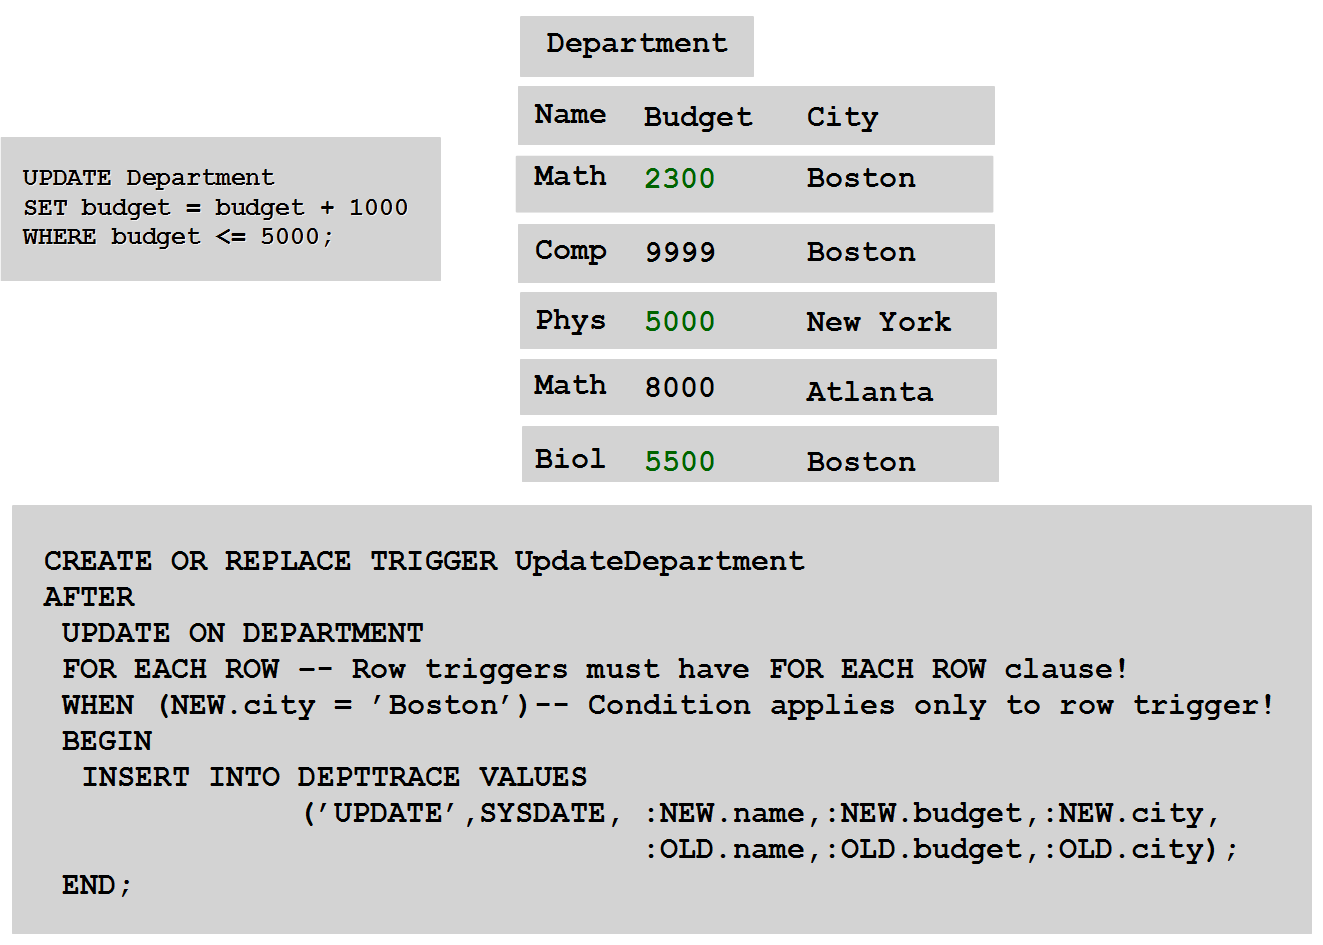 Department
Name Budget City
Math 2300 Boston
Comp 9999 Boston
Phys 5000 New York
Math 8000 Atlanta
Biol 5500 Boston
UPDATE Department
SET budget = budget + 1000
WHERE budget <= 5000;
CREATE OR REPLACE TRIGGER UpdateDepartment
AFTER
UPDATE ON DEPARTMENT
FOR EACH ROW –– Row triggers must have FOR EACH ROW clause!
WHEN (NEW.city = ’Boston’)-- Condition applies only to row trigger!
BEGIN
INSERT INTO DEPTTRACE VALUES
(’UPDATE’,SYSDATE, :NEW.name,:NEW.budget,:NEW.city,
:OLD.name,:OLD.budget,:OLD.city);
END;